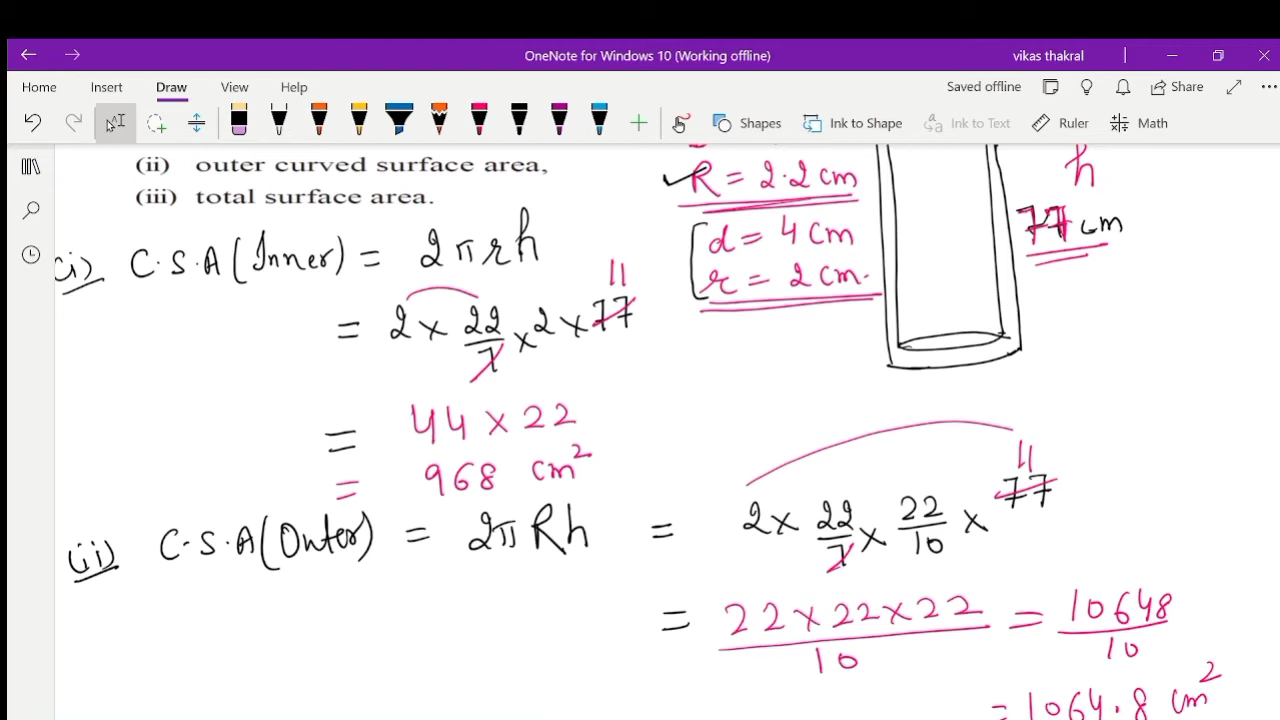 OneNote for Windows 10 (Working offline)
vikas thakral
Home Insert Draw View Help
Saved offline Share
Shapes Ink to Shape Ink to Text Ruler Math
(ii) outer curved surface area,
(iii) total surface area.
R = 2.2 cm
d = 4 cm
r = 2 cm.
h
77 cm
(i) C.S.A (Inner) = 2πrh
= 2 × 22/7 × 2 × 77 11
= 44 × 22
= 968 cm²
(ii) C.S.A (Outer) = 2πRh = 2 × 22/7 × 22/10 × 77 11
= 22 × 22 × 22 / 10 = 10648 / 10
= 1064.8 cm²